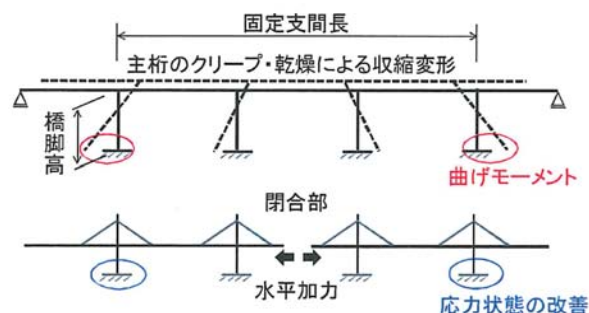 固定支間長
主桁のクリープ・乾燥による収縮変形
橋脚高
曲げモーメント
閉合部
水平加力
応力状態の改善